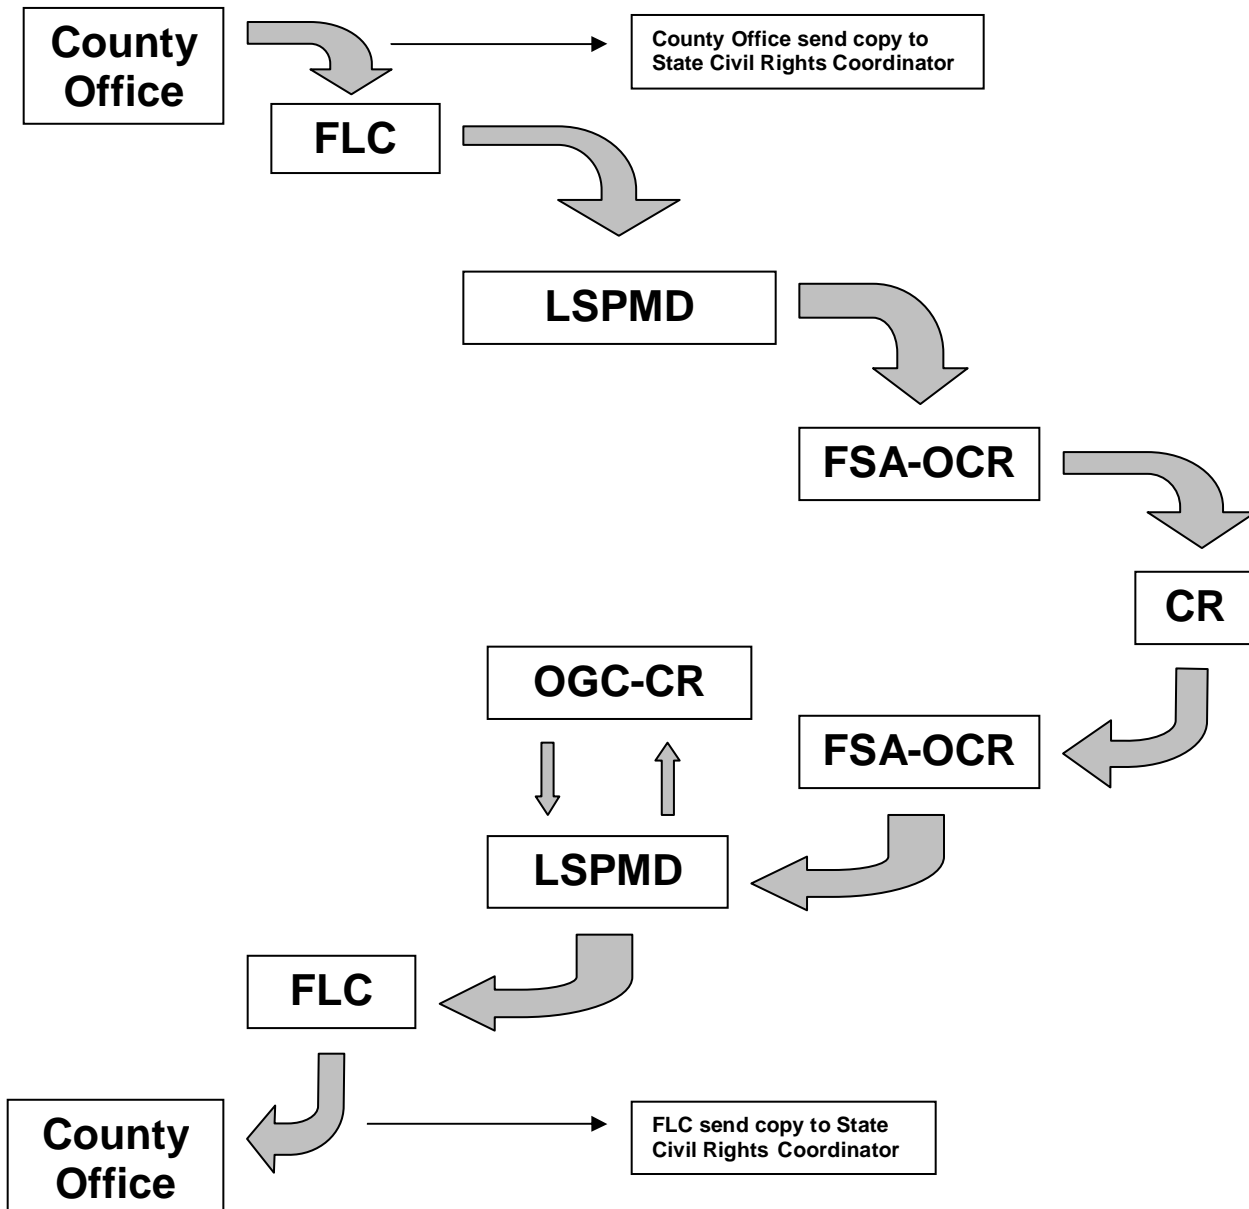 County
Office
County Office send copy to
State Civil Rights Coordinator
FLC
LSPMD
FSA-OCR
CR
OGC-CR
FSA-OCR
LSPMD
FLC
County
Office
FLC send copy to State
Civil Rights Coordinator